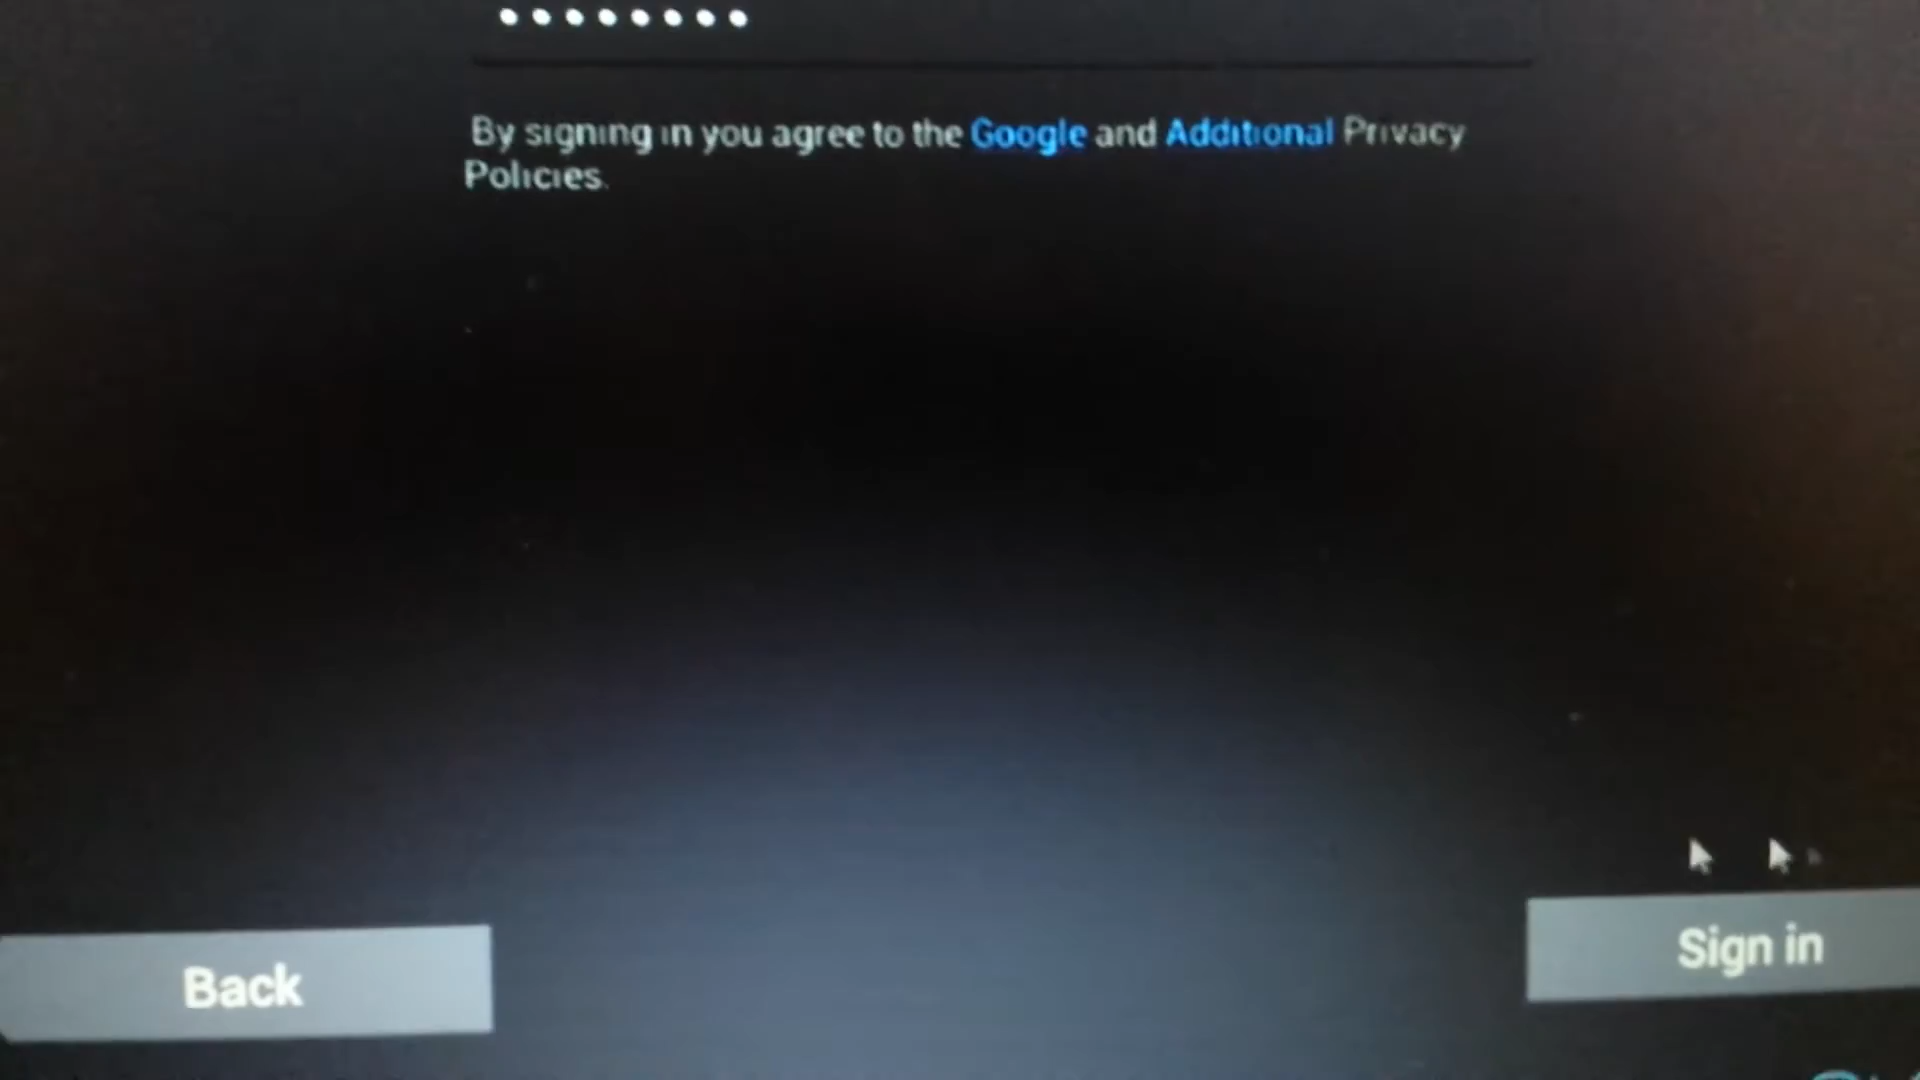 ••••••••
By signing in you agree to the Google and Additional Privacy
Policies.
Back
Sign in